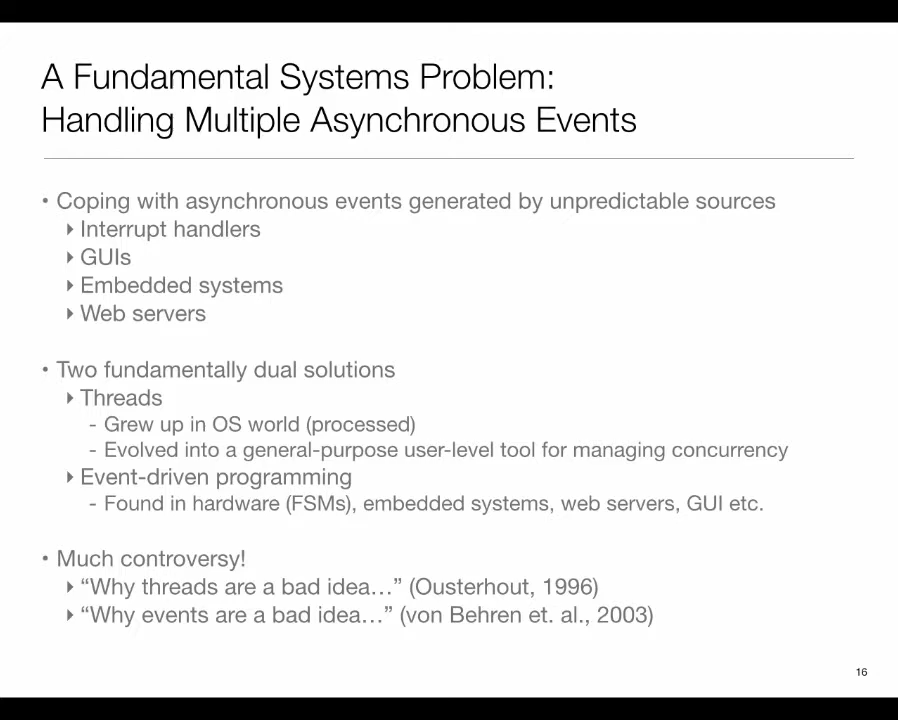 A Fundamental Systems Problem:
Handling Multiple Asynchronous Events
• Coping with asynchronous events generated by unpredictable sources
‣ Interrupt handlers
‣ GUIs
‣ Embedded systems
‣ Web servers
• Two fundamentally dual solutions
‣ Threads
- Grew up in OS world (processed)
- Evolved into a general-purpose user-level tool for managing concurrency
‣ Event-driven programming
- Found in hardware (FSMs), embedded systems, web servers, GUI etc.
• Much controversy!
‣ “Why threads are a bad idea…” (Ousterhout, 1996)
‣ “Why events are a bad idea…” (von Behren et. al., 2003)
16